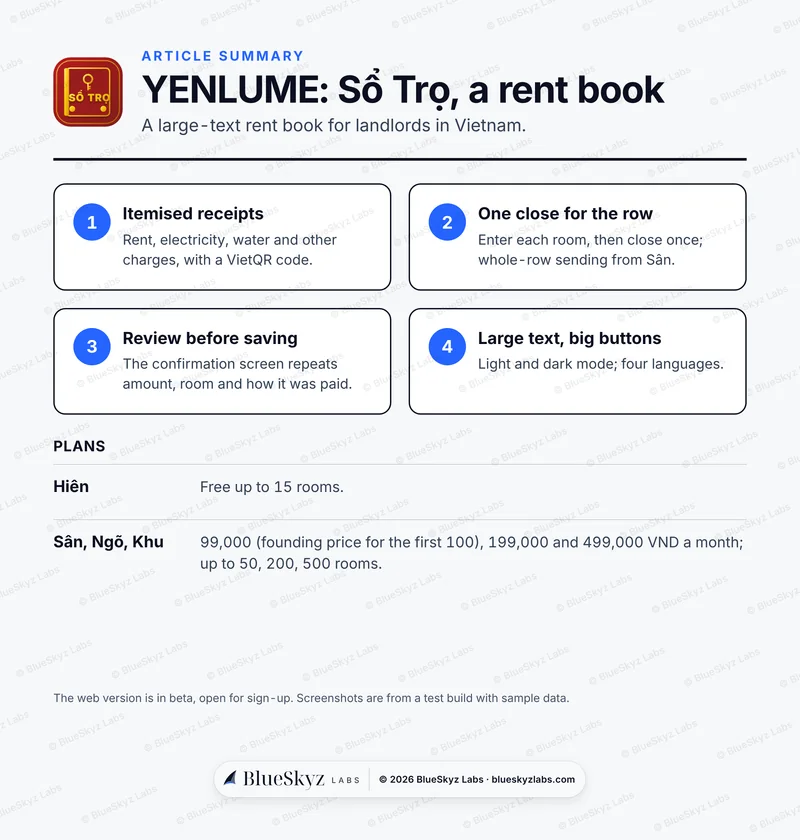 ARTICLE SUMMARY
SỔ TRỌ
YENLUME: Sổ Trọ, a rent book
A large-text rent book for landlords in Vietnam.
1
Itemised receipts
Rent, electricity, water and other
charges, with a VietQR code.
2
One close for the row
Enter each room, then close once;
whole-row sending from Sân.
3
Review before saving
The confirmation screen repeats
amount, room and how it was paid.
4
Large text, big buttons
Light and dark mode; four languages.
PLANS
Hiên
Free up to 15 rooms.
Sân, Ngõ, Khu
99,000 (founding price for the first 100), 199,000 and 499,000 VND a month;
up to 50, 200, 500 rooms.
The web version is in beta, open for sign-up. Screenshots are from a test build with sample data.
BlueSkyz LABS
© 2026 BlueSkyz Labs · blueskyzlabs.com
© BlueSkyz Labs